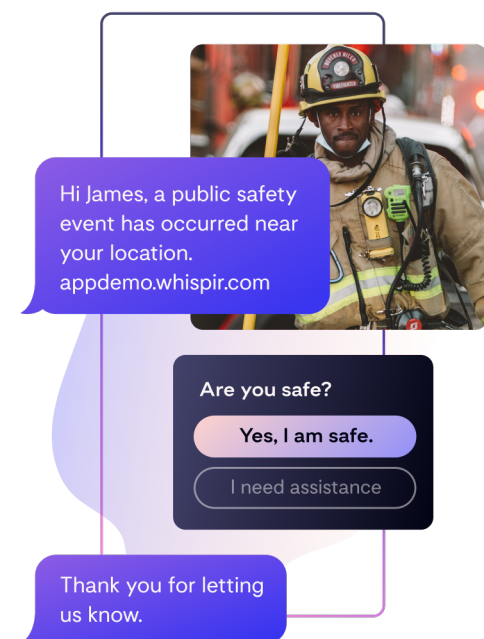 Hi James, a public safety
event has occurred near
your location.
appdemo.whispir.com
Are you safe?
Yes, I am safe.
I need assistance
Thank you for letting
us know.